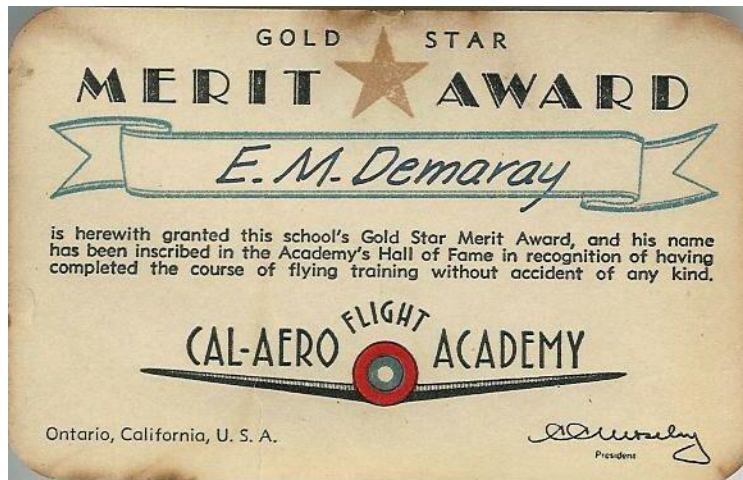 GOLD STAR
MERIT AWARD
E. M. Demaray
is herewith granted this school's Gold Star Merit Award, and his name
has been inscribed in the Academy's Hall of Fame in recognition of having
completed the course of flying training without accident of any kind.
CAL-AERO FLIGHT ACADEMY
Ontario, California, U. S. A.
President